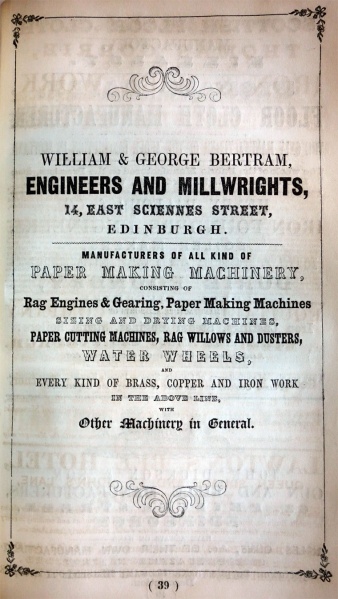 WILLIAM & GEORGE BERTRAM,
ENGINEERS AND MILLWRIGHTS,
14, EAST SCIENNES STREET,
EDINBURGH.
MANUFACTURERS OF ALL KIND OF
PAPER MAKING MACHINERY,
CONSISTING OF
Rag Engines & Gearing, Paper Making Machines
SIZING AND DRYING MACHINES,
PAPER CUTTING MACHINES, RAG WILLOWS AND DUSTERS,
WATER WHEELS,
AND
EVERY KIND OF BRASS, COPPER AND IRON WORK
IN THE ABOVE LINE,
WITH
Other Machinery in General.
( 39 )